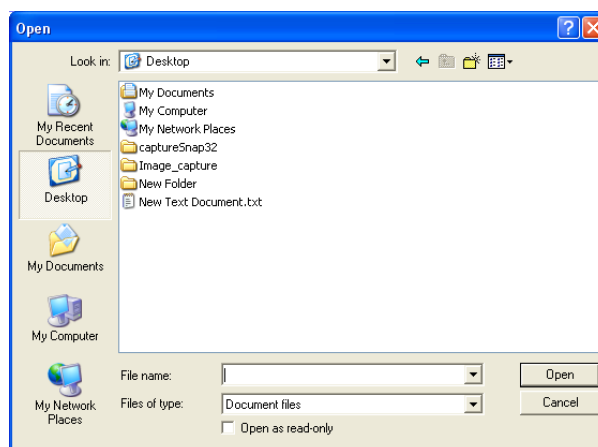 Open
Look in:
Desktop
My Recent
Documents
Desktop
My Documents
My Computer
My Network
Places
My Documents
My Computer
My Network Places
captureSnap32
Image_capture
New Folder
New Text Document.txt
File name:
Open
Files of type:
Document files
Cancel
Open as read-only